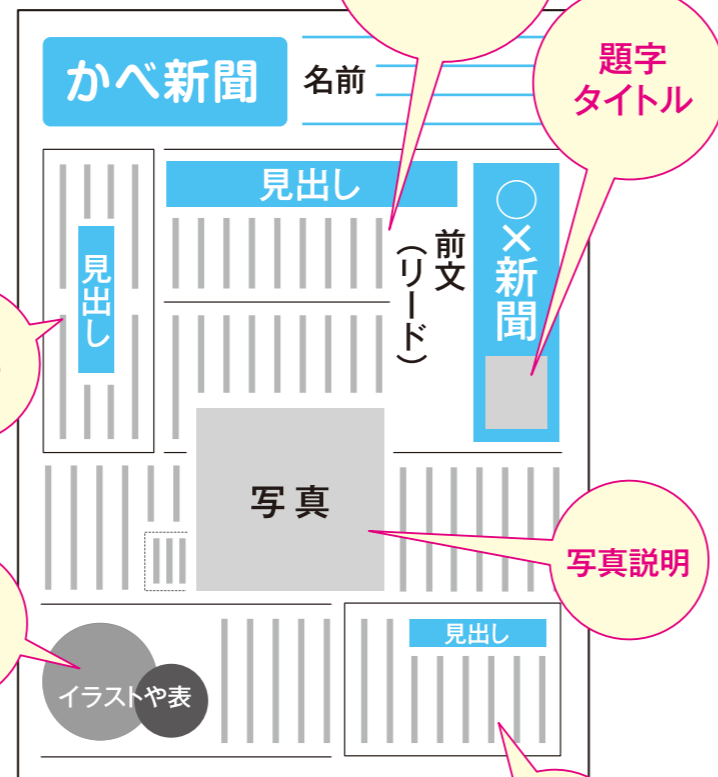 かべ新聞
名前
題字
タイトル
見出し
○×新聞
前文
(リード)
見出し
写真
写真説明
イラストや表
見出し